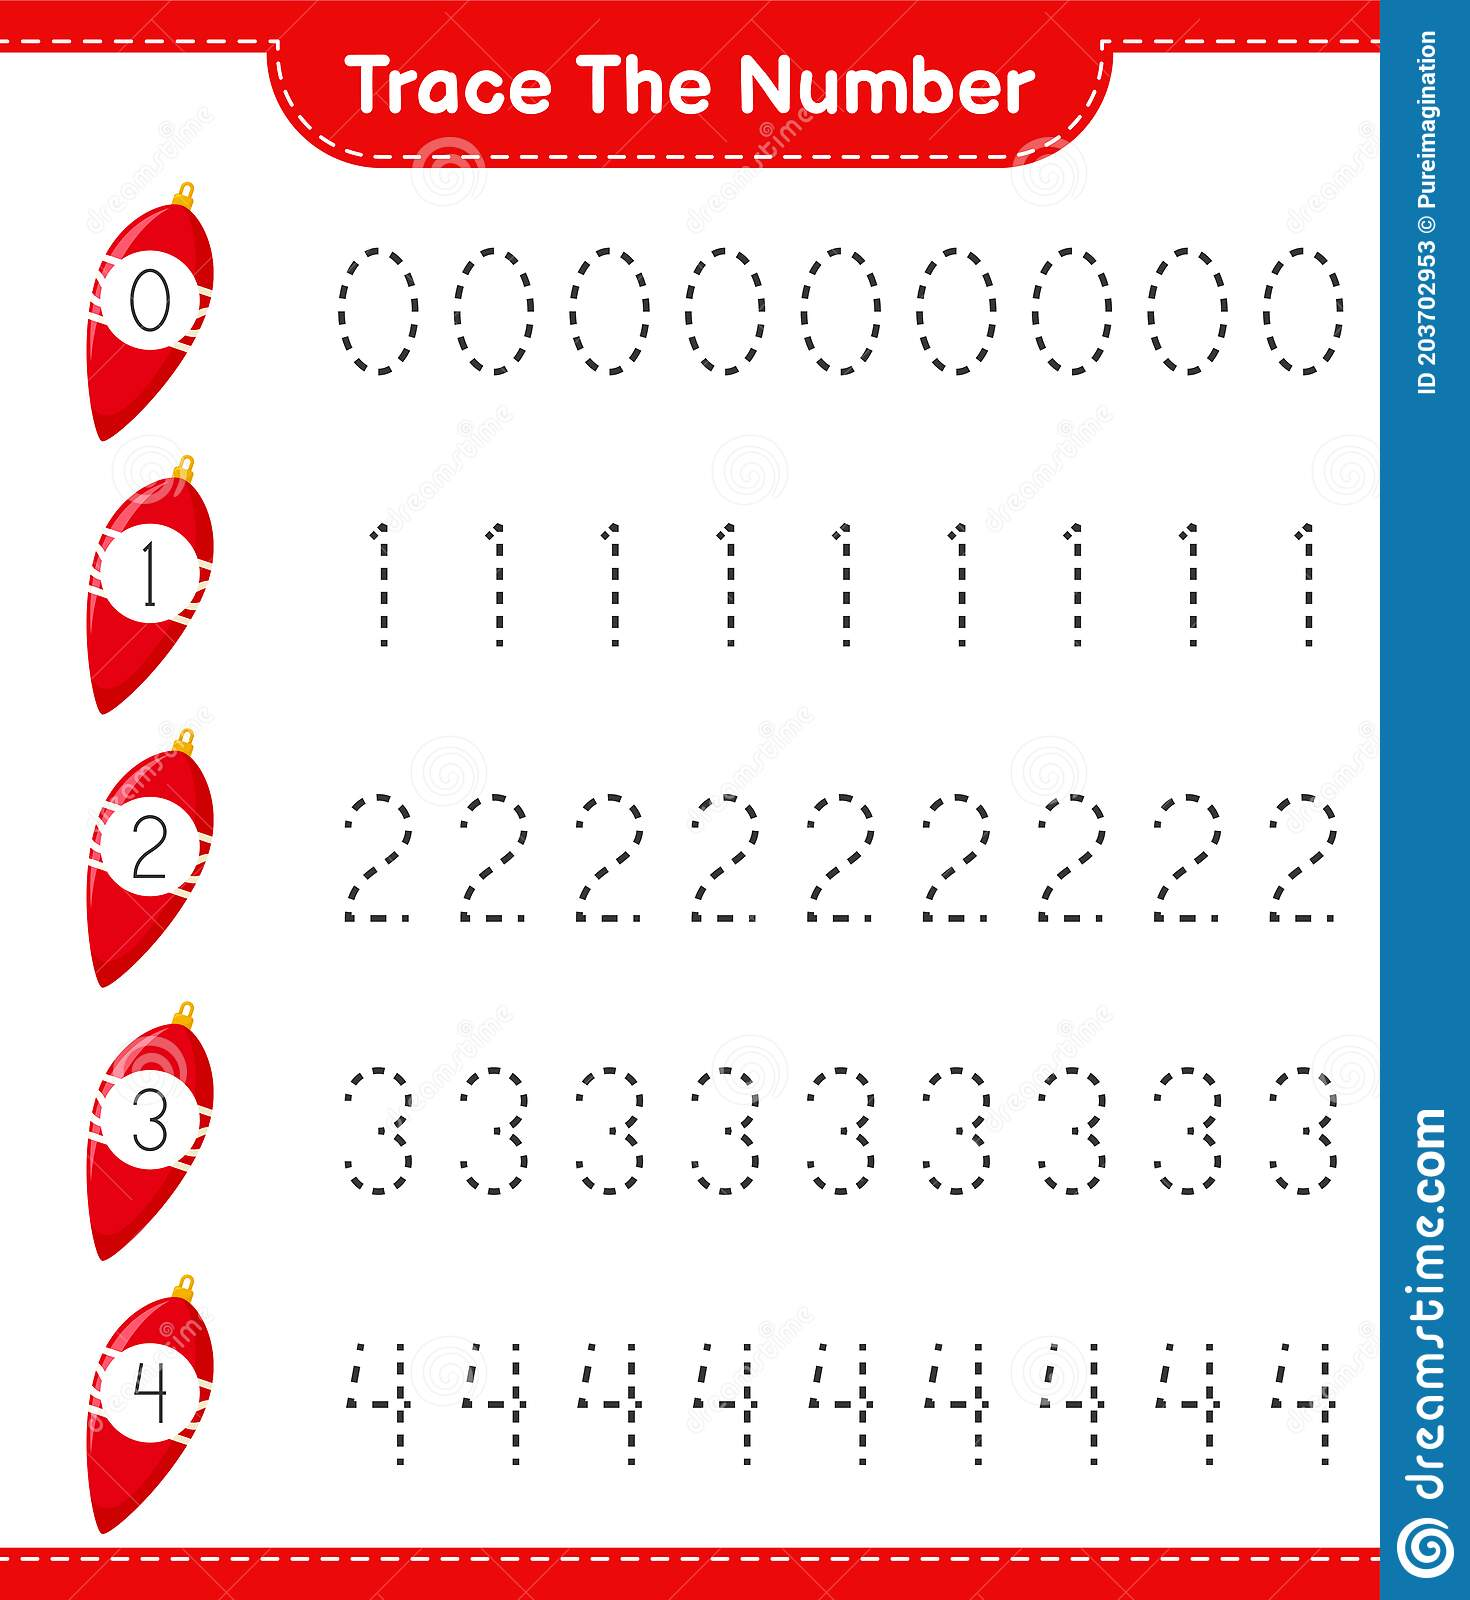 Trace The Number
0 0 0 0 0 0 0 0 0 0
1 1 1 1 1 1 1 1 1 1
2 2 2 2 2 2 2 2 2 2
3 3 3 3 3 3 3 3 3 3
4 4 4 4 4 4 4 4 4 4
ID 203702953 © Pureimagination
dreamstime.com